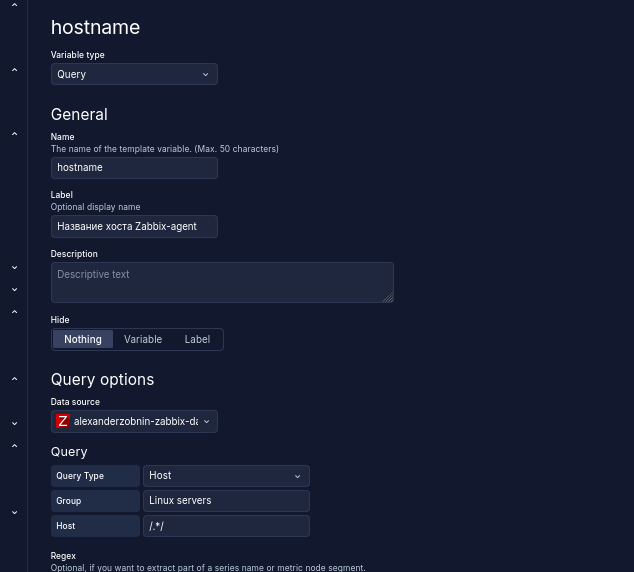 hostname
Variable type
Query
General
Name
The name of the template variable. (Max. 50 characters)
hostname
Label
Optional display name
Название хоста Zabbix-agent
Description
Descriptive text
Hide
Nothing Variable Label
Query options
Data source
Z alexanderzobnin-zabbix-da
Query
Query Type Host
Group Linux servers
Host /.*/
Regex
Optional, if you want to extract part of a series name or metric node segment.